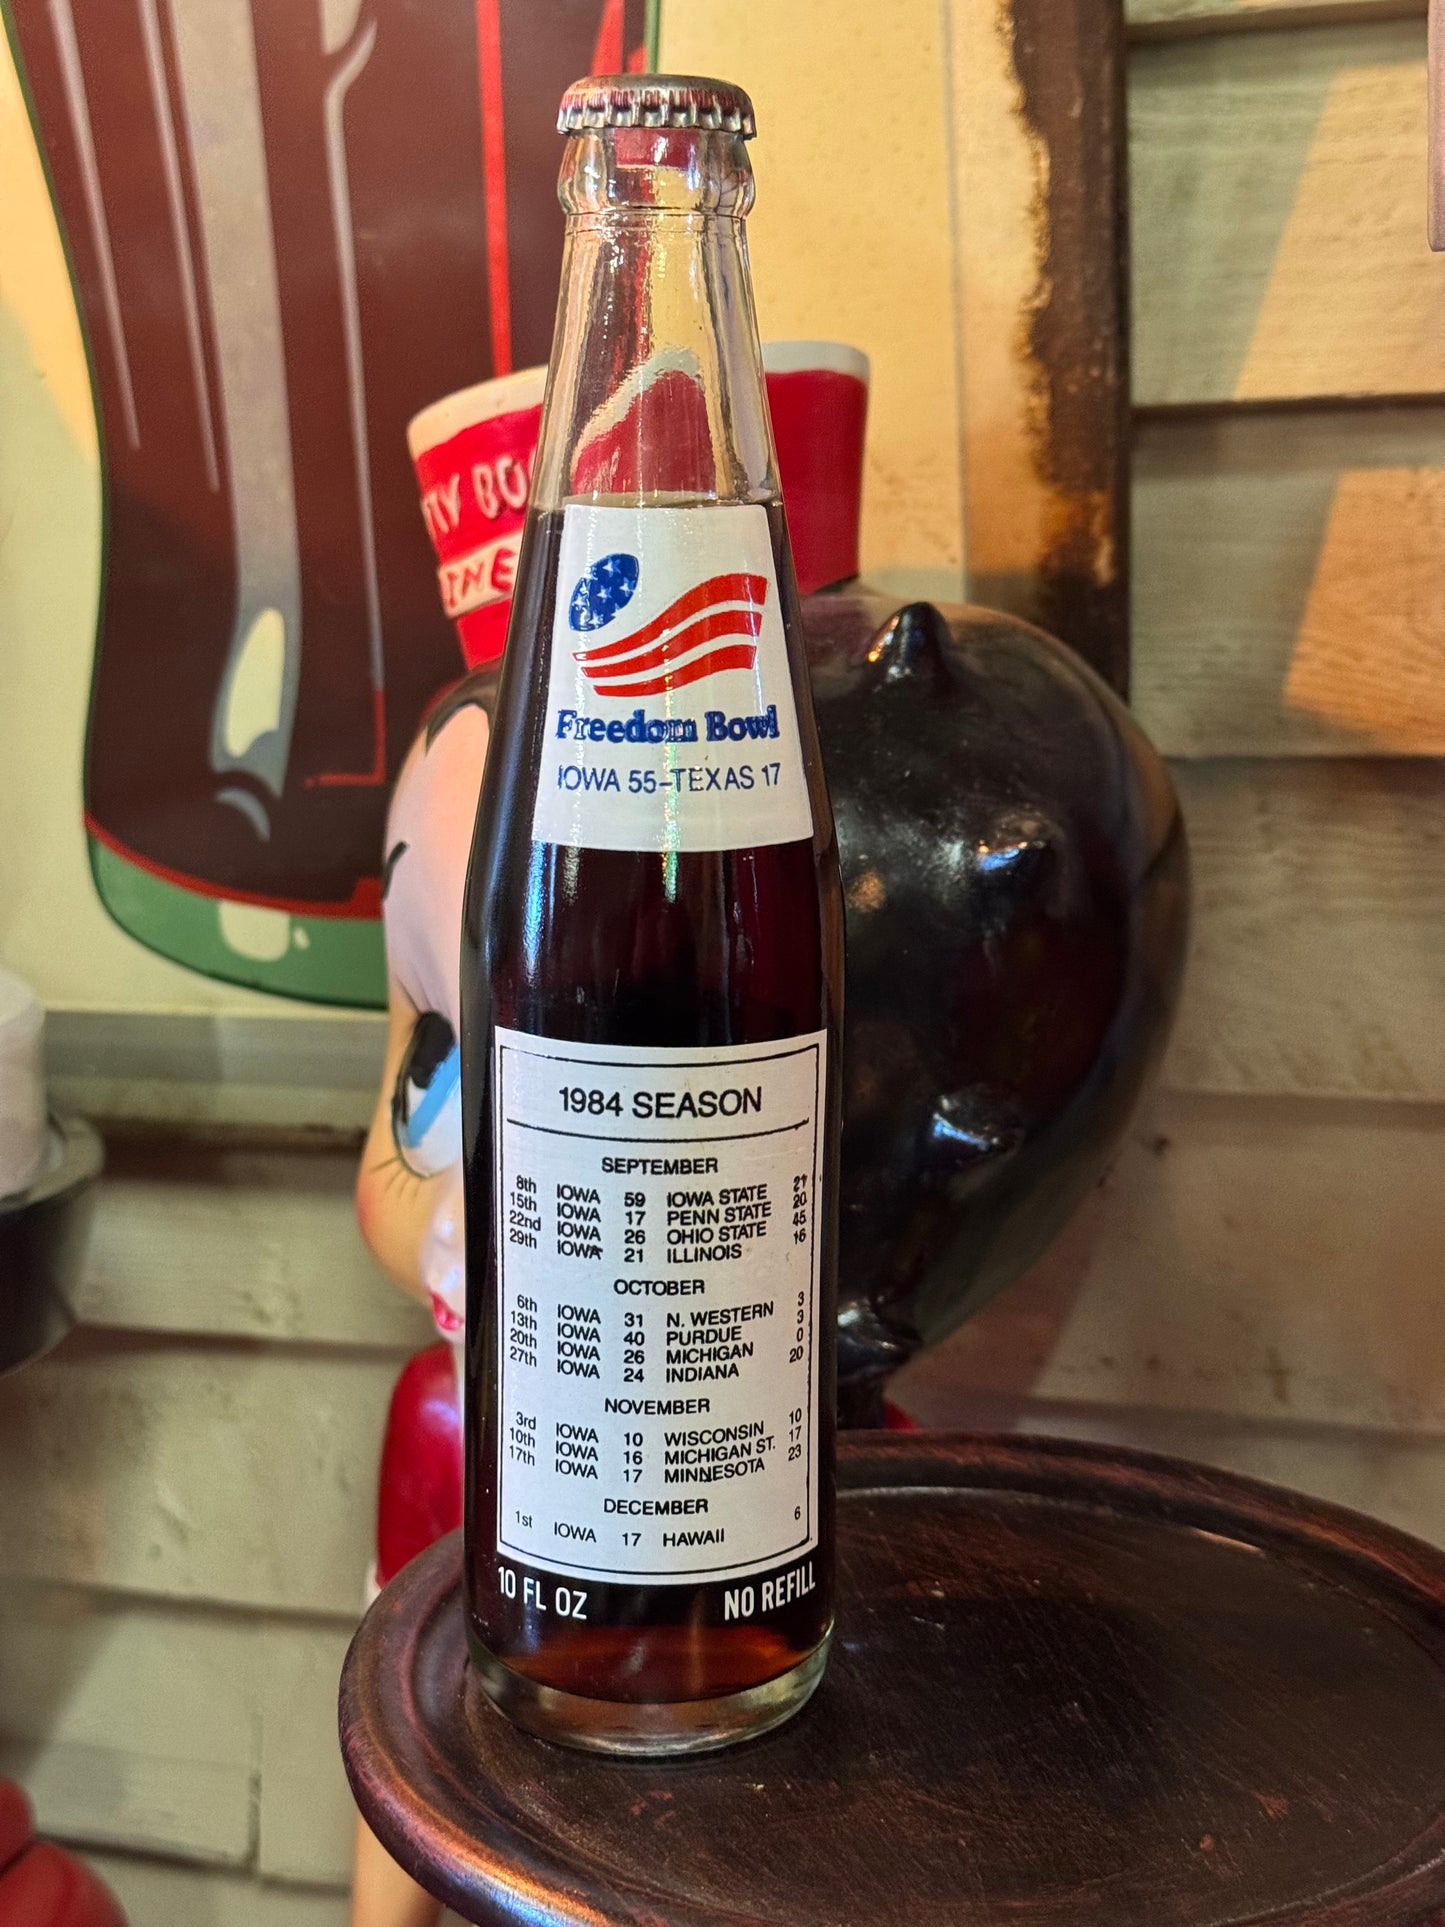 Freedom Bowl
IOWA 55-TEXAS 17
1984 SEASON
SEPTEMBER
8th IOWA 59 IOWA STATE 21
15th IOWA 17 PENN STATE 20
22nd IOWA 26 OHIO STATE 45
29th IOWA 21 ILLINOIS 16
OCTOBER
6th IOWA 31 N. WESTERN 3
13th IOWA 40 PURDUE 3
20th IOWA 26 MICHIGAN 0
27th IOWA 24 INDIANA 20
NOVEMBER
3rd IOWA 10 WISCONSIN 10
10th IOWA 16 MICHIGAN ST. 17
17th IOWA 17 MINNESOTA 23
DECEMBER
1st IOWA 17 HAWAII 6
10 FL OZ NO REFILL